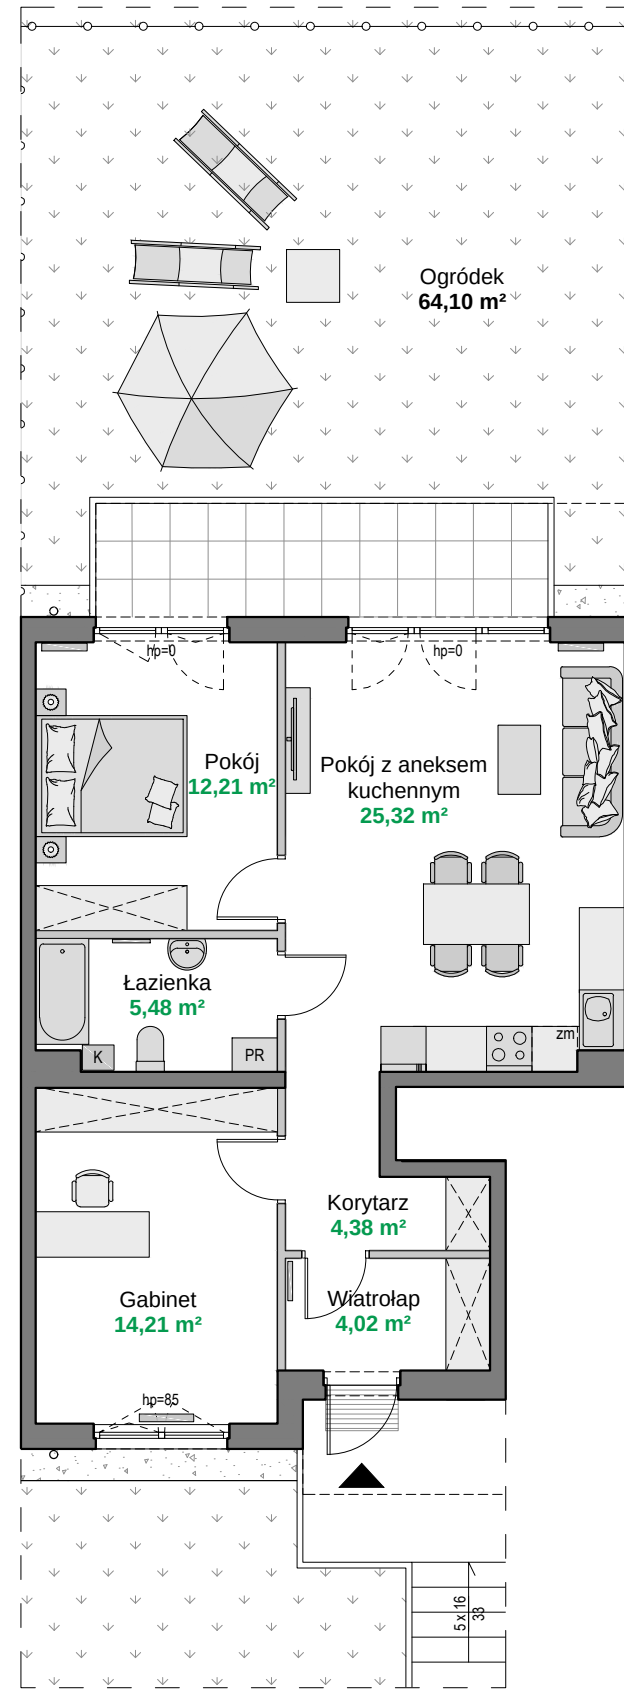 Ogródek
64,10 m²
hp=0
hp=0
Pokój
12,21 m²
Pokój z aneksem
kuchennym
25,32 m²
Łazienka
5,48 m²
K
PR
zm
Korytarz
4,38 m²
Gabinet
14,21 m²
Wiatrołap
4,02 m²
hp=85
5 x 16
33